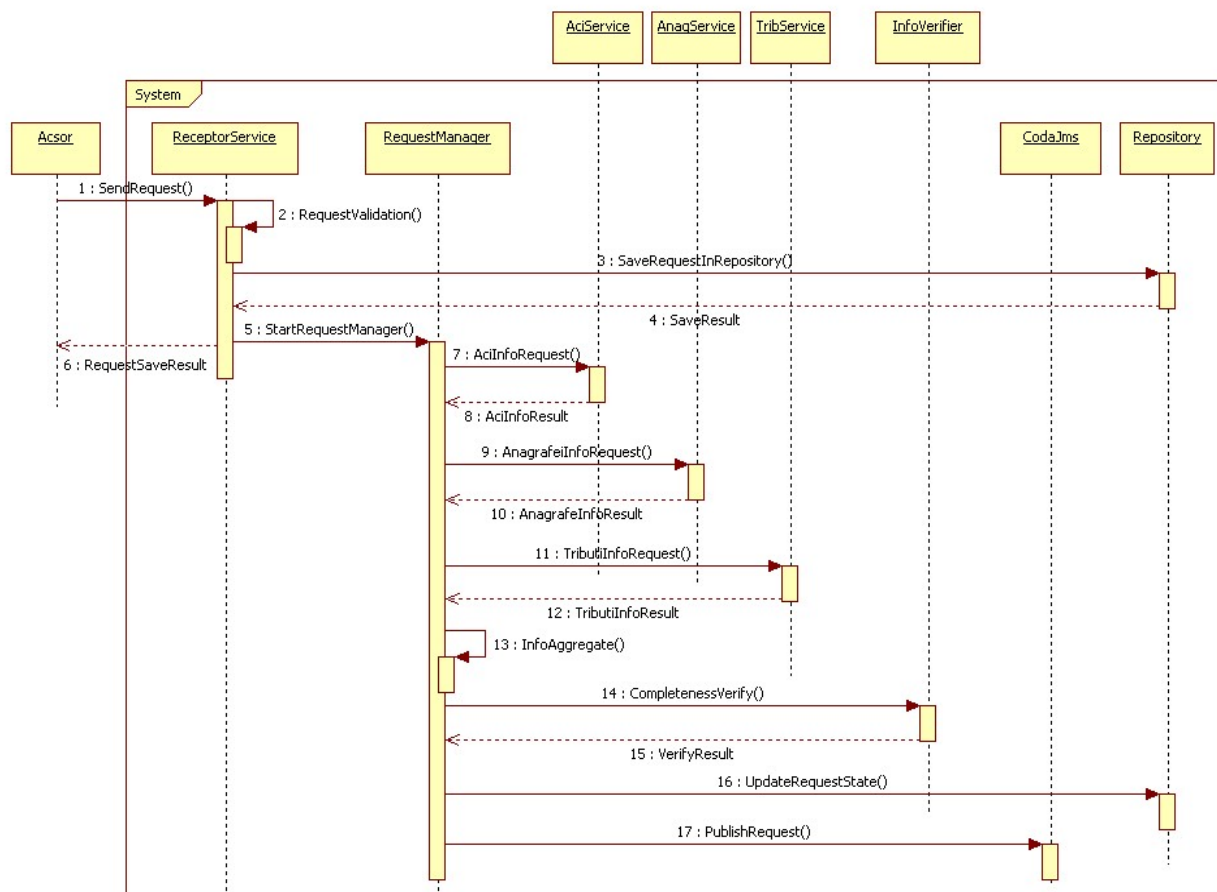 AciService
AnagService
TribService
InfoVerifier
System
Acsor
ReceptorService
RequestManager
CodaJms
Repository
1 : SendRequest()
2 : RequestValidation()
3 : SaveRequestInRepository()
4 : SaveResult
5 : StartRequestManager()
6 : RequestSaveResult
7 : AciInfoRequest()
8 : AciInfoResult
9 : AnagrafeiInfoRequest()
10 : AnagrafeInfoResult
11 : TributiInfoRequest()
12 : TributiInfoResult
13 : InfoAggregate()
14 : CompletenessVerify()
15 : VerifyResult
16 : UpdateRequestState()
17 : PublishRequest()